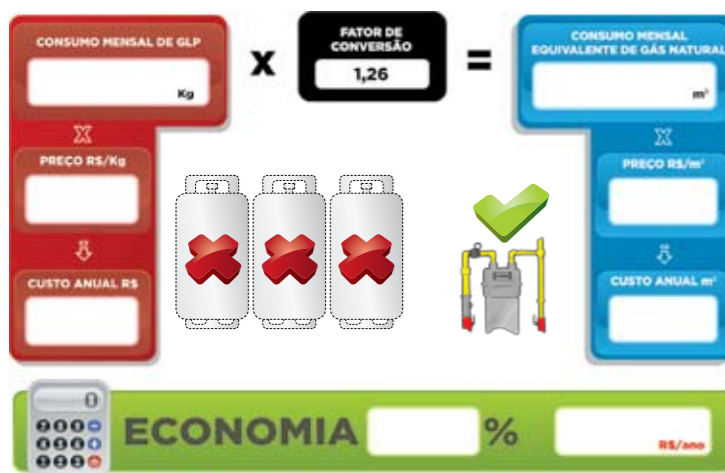 CONSUMO MENSAL DE GLP
Kg
X
FATOR DE
CONVERSÃO
1,26
=
CONSUMO MENSAL
EQUIVALENTE DE GÁS NATURAL
m³
X
PREÇO R$/Kg
X
PREÇO R$/m³
CUSTO ANUAL R$
CUSTO ANUAL m³
0
ECONOMIA
%
R$/ano